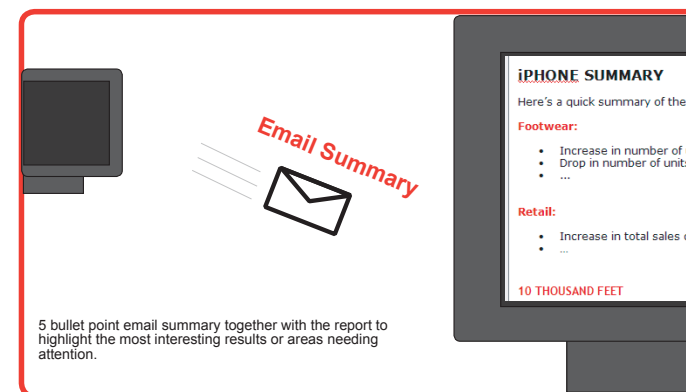 Email Summary
5 bullet point email summary together with the report to
highlight the most interesting results or areas needing
attention.
iPHONE SUMMARY
Here's a quick summary of the
Footwear:
• Increase in number of
• Drop in number of units
• ...
Retail:
• Increase in total sales
• ...
10 THOUSAND FEET